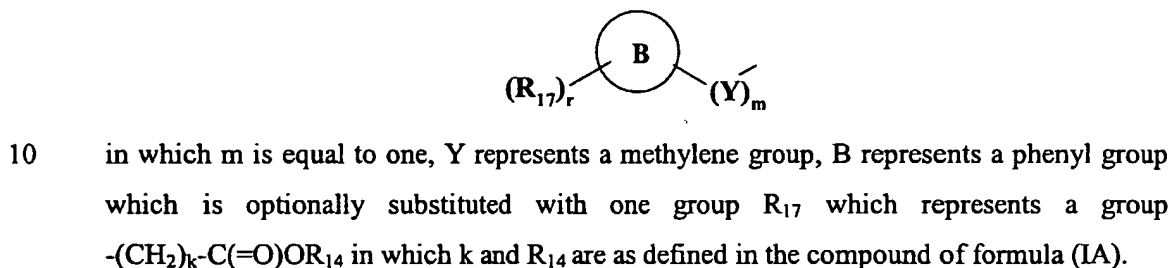 B
(R₁₇)ᵣ (Y)ₘ
10 in which m is equal to one, Y represents a methylene group, B represents a phenyl group
which is optionally substituted with one group R₁₇ which represents a group
-(CH₂)ₖ-C(=O)OR₁₄ in which k and R₁₄ are as defined in the compound of formula (IA).